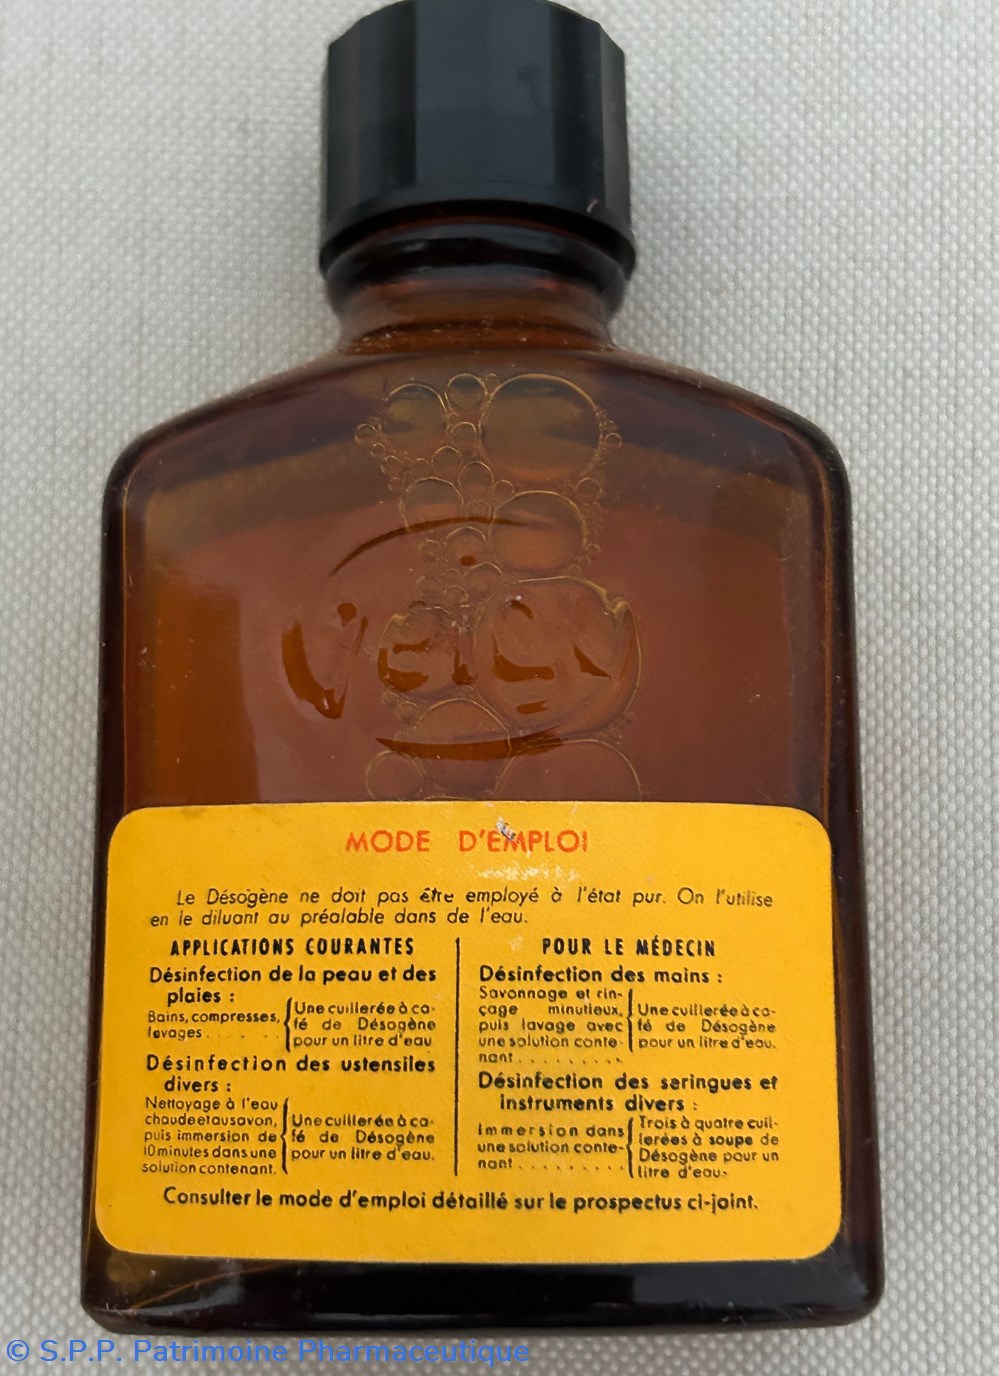 MODE D'EMPLOI
Le Désogène ne doit pas être employé à l'état pur. On l'utilise
en le diluant au préalable dans de l'eau.
APPLICATIONS COURANTES
Désinfection de la peau et des
plaies :
Bains, compresses,
lavages . . . . .
Une cuillerée à ca-
fé de Désogène
pour un litre d'eau
Désinfection des ustensiles
divers :
Nettoyage à l'eau
chaude et au savon,
puis immersion de
10 minutes dans une
solution contenant.
Une cuillerée à ca-
fé de Désogène
pour un litre d'eau.
POUR LE MÉDECIN
Désinfection des mains :
Savonnage et rin-
çage minutieux,
puis lavage avec
une solution conte-
nant . . . . . . . .
Une cuillerée à ca-
fé de Désogène
pour un litre d'eau.
Désinfection des seringues et
instruments divers :
Immersion dans
une solution conte-
nant . . . . . . . .
Trois à quatre cuil-
lerées à soupe de
Désogène pour un
litre d'eau.
Consulter le mode d'emploi détaillé sur le prospectus ci-joint.
© S.P.P. Patrimoine Pharmaceutique